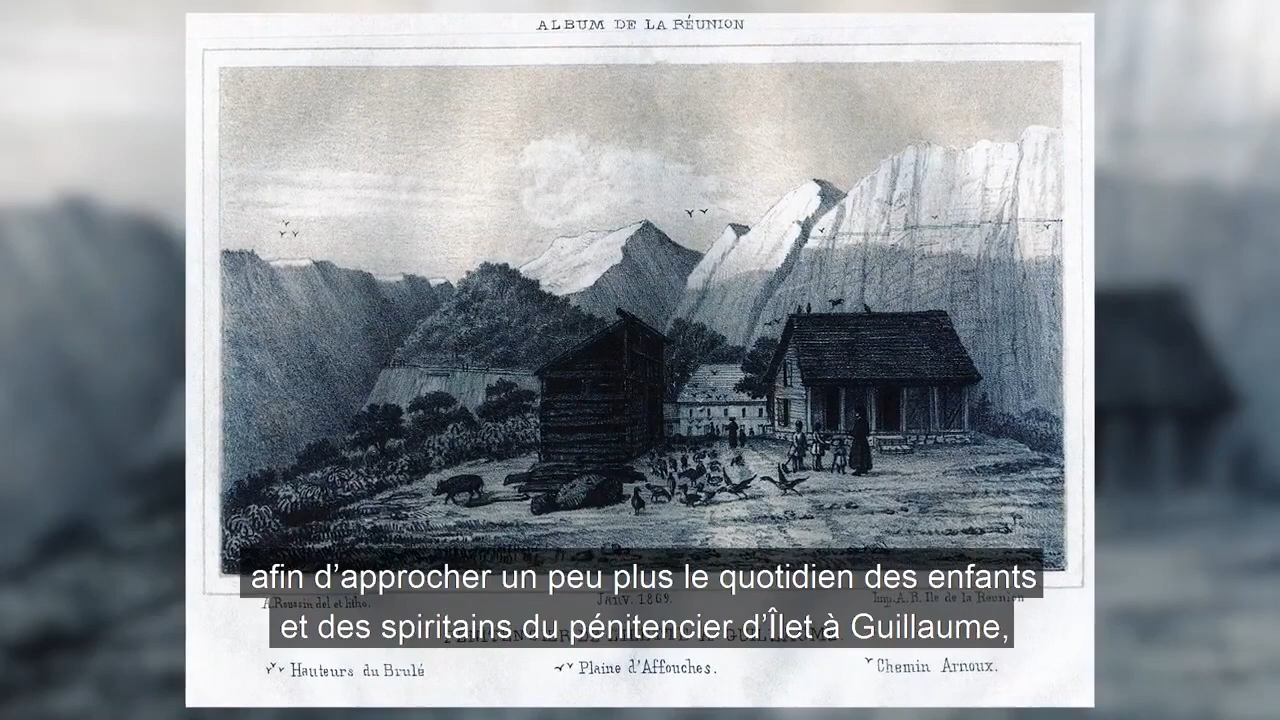 ALBUM DE LA RÉUNION
afin d’approcher un peu plus le quotidien des enfants
A. Roussin del et litho. JANV. 1869. Imp. A. R. Ile de la Réunion
et des spiritains du pénitencier d’Îlet à Guillaume,
Hauteurs du Brulé Plaine d'Affouches. Chemin Arnoux.